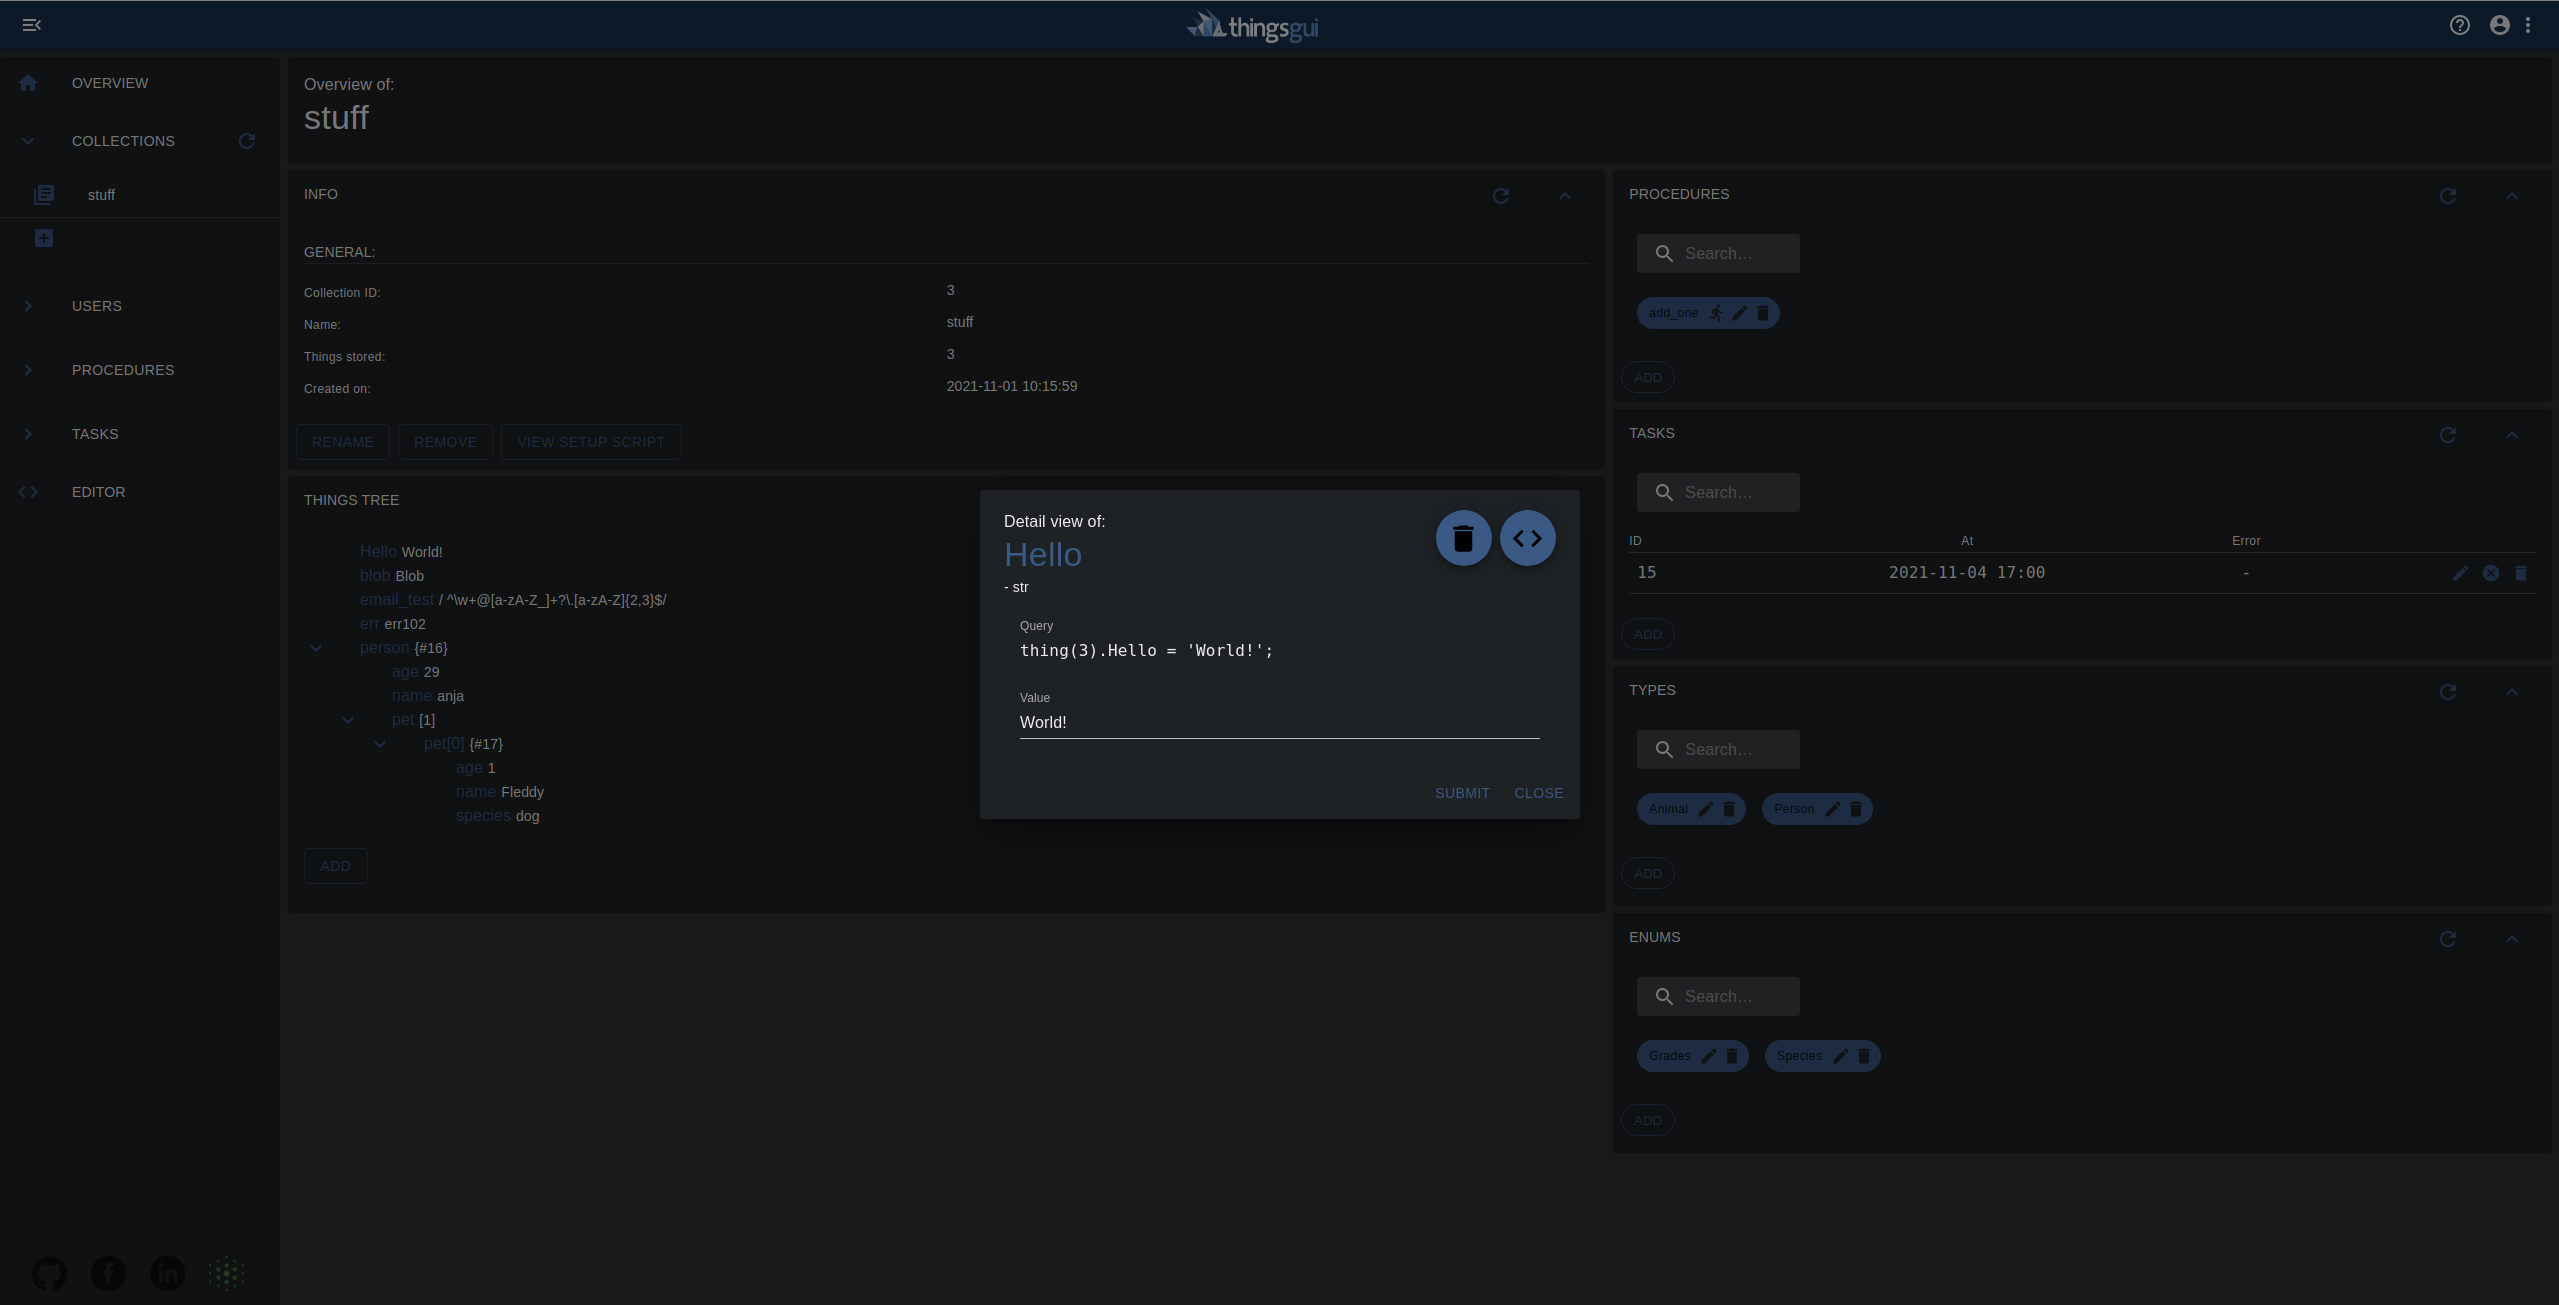 thingsgui
OVERVIEW
COLLECTIONS
stuff
USERS
PROCEDURES
TASKS
EDITOR
Overview of:
stuff
INFO
GENERAL:
Collection ID: 3
Name: stuff
Things stored: 3
Created on: 2021-11-01 10:15:59
RENAME REMOVE VIEW SETUP SCRIPT
THINGS TREE
Hello World!
blob Blob
email_test / ^\w+@[a-zA-Z_]+?\.[a-zA-Z]{2,3}$/
err err102
person {#16}
age 29
name anja
pet [1]
pet[0] {#17}
age 1
name Fleddy
species dog
ADD
Detail view of:
Hello
- str
Query
thing(3).Hello = 'World!';
Value
World!
SUBMIT CLOSE
PROCEDURES
Search…
add_one
ADD
TASKS
Search…
ID At Error
15 2021-11-04 17:00 -
ADD
TYPES
Search…
Animal Person
ADD
ENUMS
Search…
Grades Species
ADD